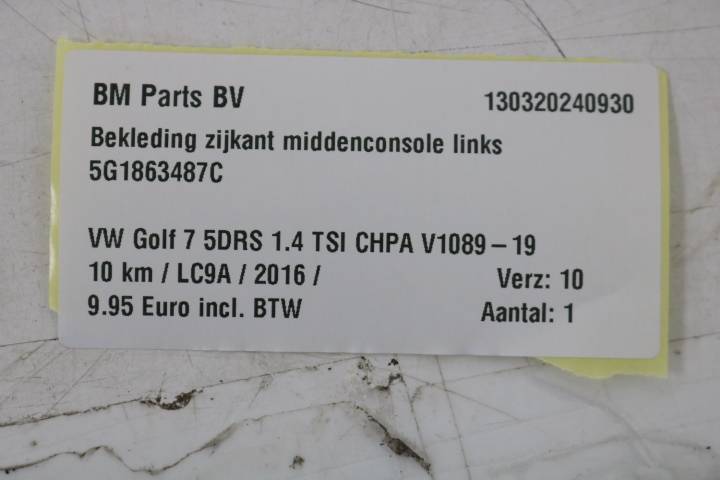 BM Parts BV 130320240930
Bekleding zijkant middenconsole links
5G1863487C
VW Golf 7 5DRS 1.4 TSI CHPA V1089 – 19
10 km / LC9A / 2016 / Verz: 10
9.95 Euro incl. BTW Aantal: 1